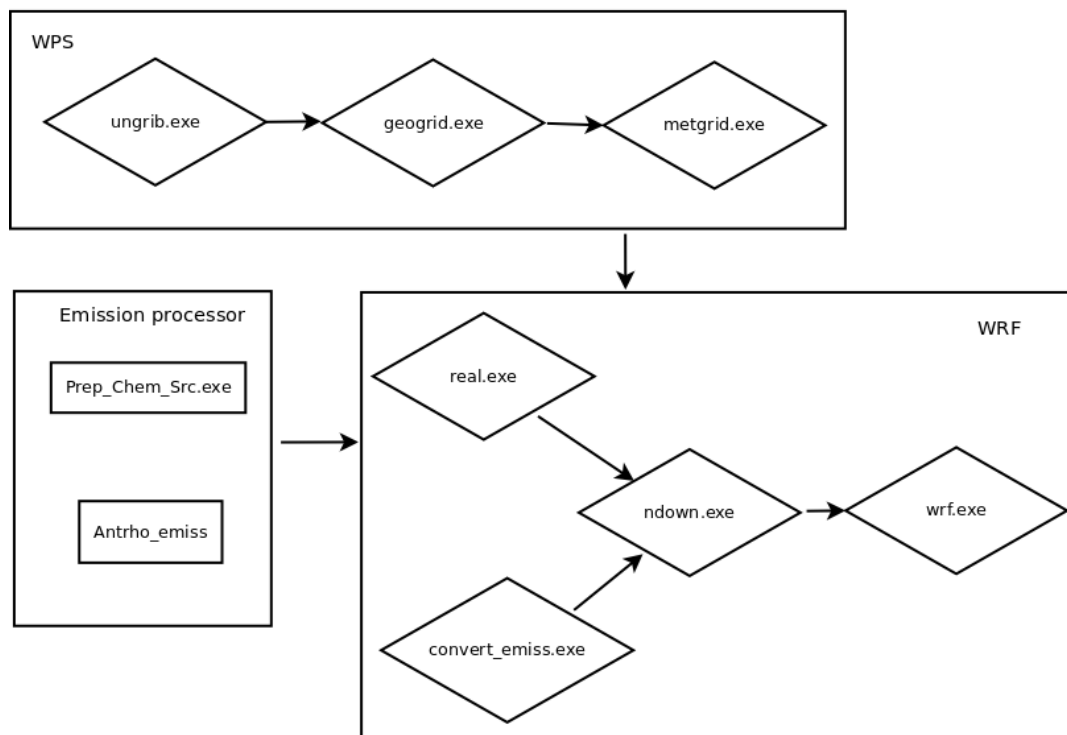 WPS
ungrib.exe
geogrid.exe
metgrid.exe
Emission processor
Prep_Chem_Src.exe
Antrho_emiss
WRF
real.exe
ndown.exe
wrf.exe
convert_emiss.exe